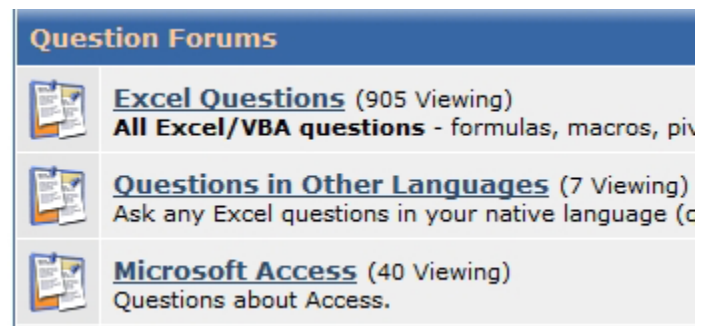 Question Forums
Excel Questions (905 Viewing)
All Excel/VBA questions - formulas, macros,
Questions in Other Languages (7 Viewing)
Ask any Excel questions in your native language
Microsoft Access (40 Viewing)
Questions about Access.